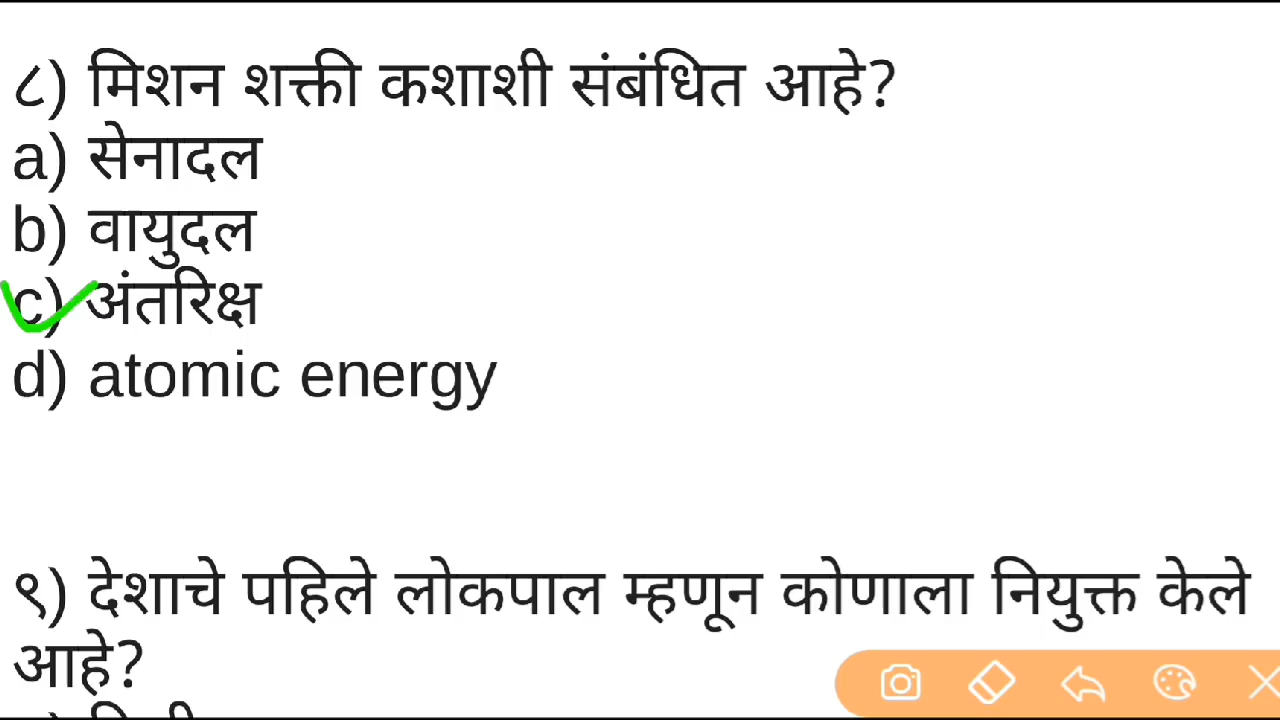 ८) मिशन शक्ती कशाशी संबंधित आहे?
a) सेनादल
b) वायुदल
c) अंतरिक्ष
d) atomic energy
९) देशाचे पहिले लोकपाल म्हणून कोणाला नियुक्त केले
आहे?